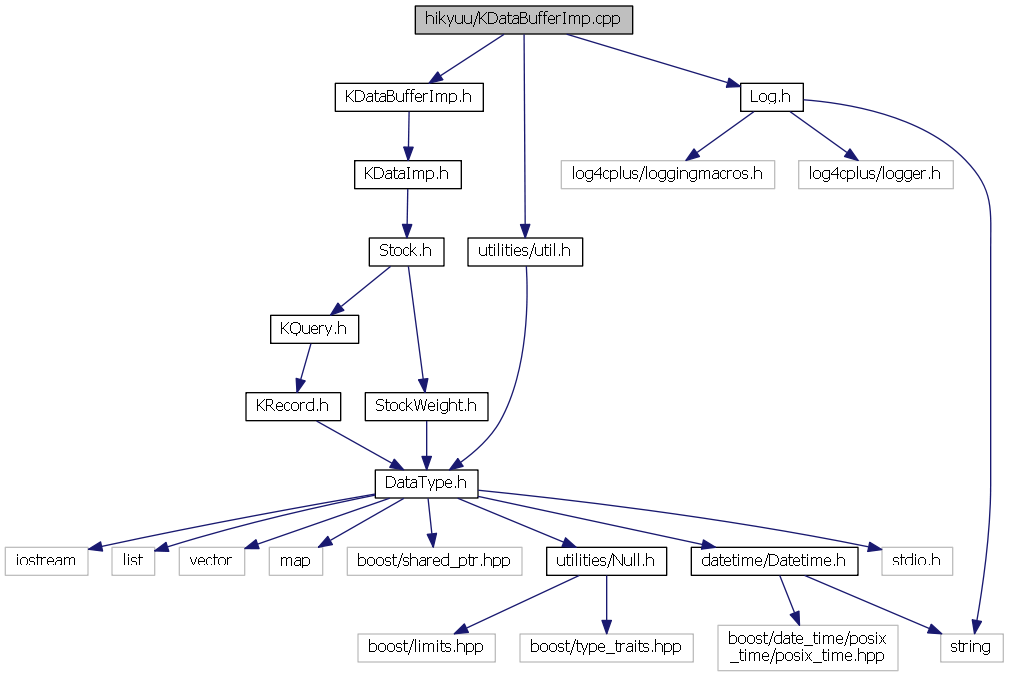 hikyuu/KDataBufferImp.cpp
KDataBufferImp.h
Log.h
KDataImp.h
log4cplus/loggingmacros.h
log4cplus/logger.h
Stock.h
utilities/util.h
KQuery.h
KRecord.h
StockWeight.h
DataType.h
iostream
list
vector
map
boost/shared_ptr.hpp
utilities/Null.h
datetime/Datetime.h
stdio.h
boost/limits.hpp
boost/type_traits.hpp
boost/date_time/posix
_time/posix_time.hpp
string